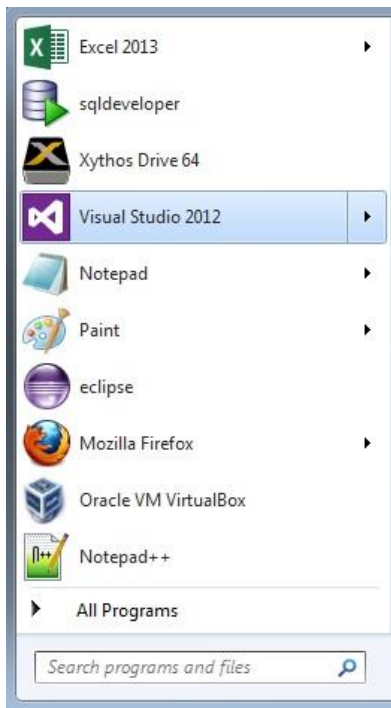 Excel 2013
sqldeveloper
Xythos Drive 64
Visual Studio 2012
Notepad
Paint
eclipse
Mozilla Firefox
Oracle VM VirtualBox
Notepad++
All Programs
Search programs and files